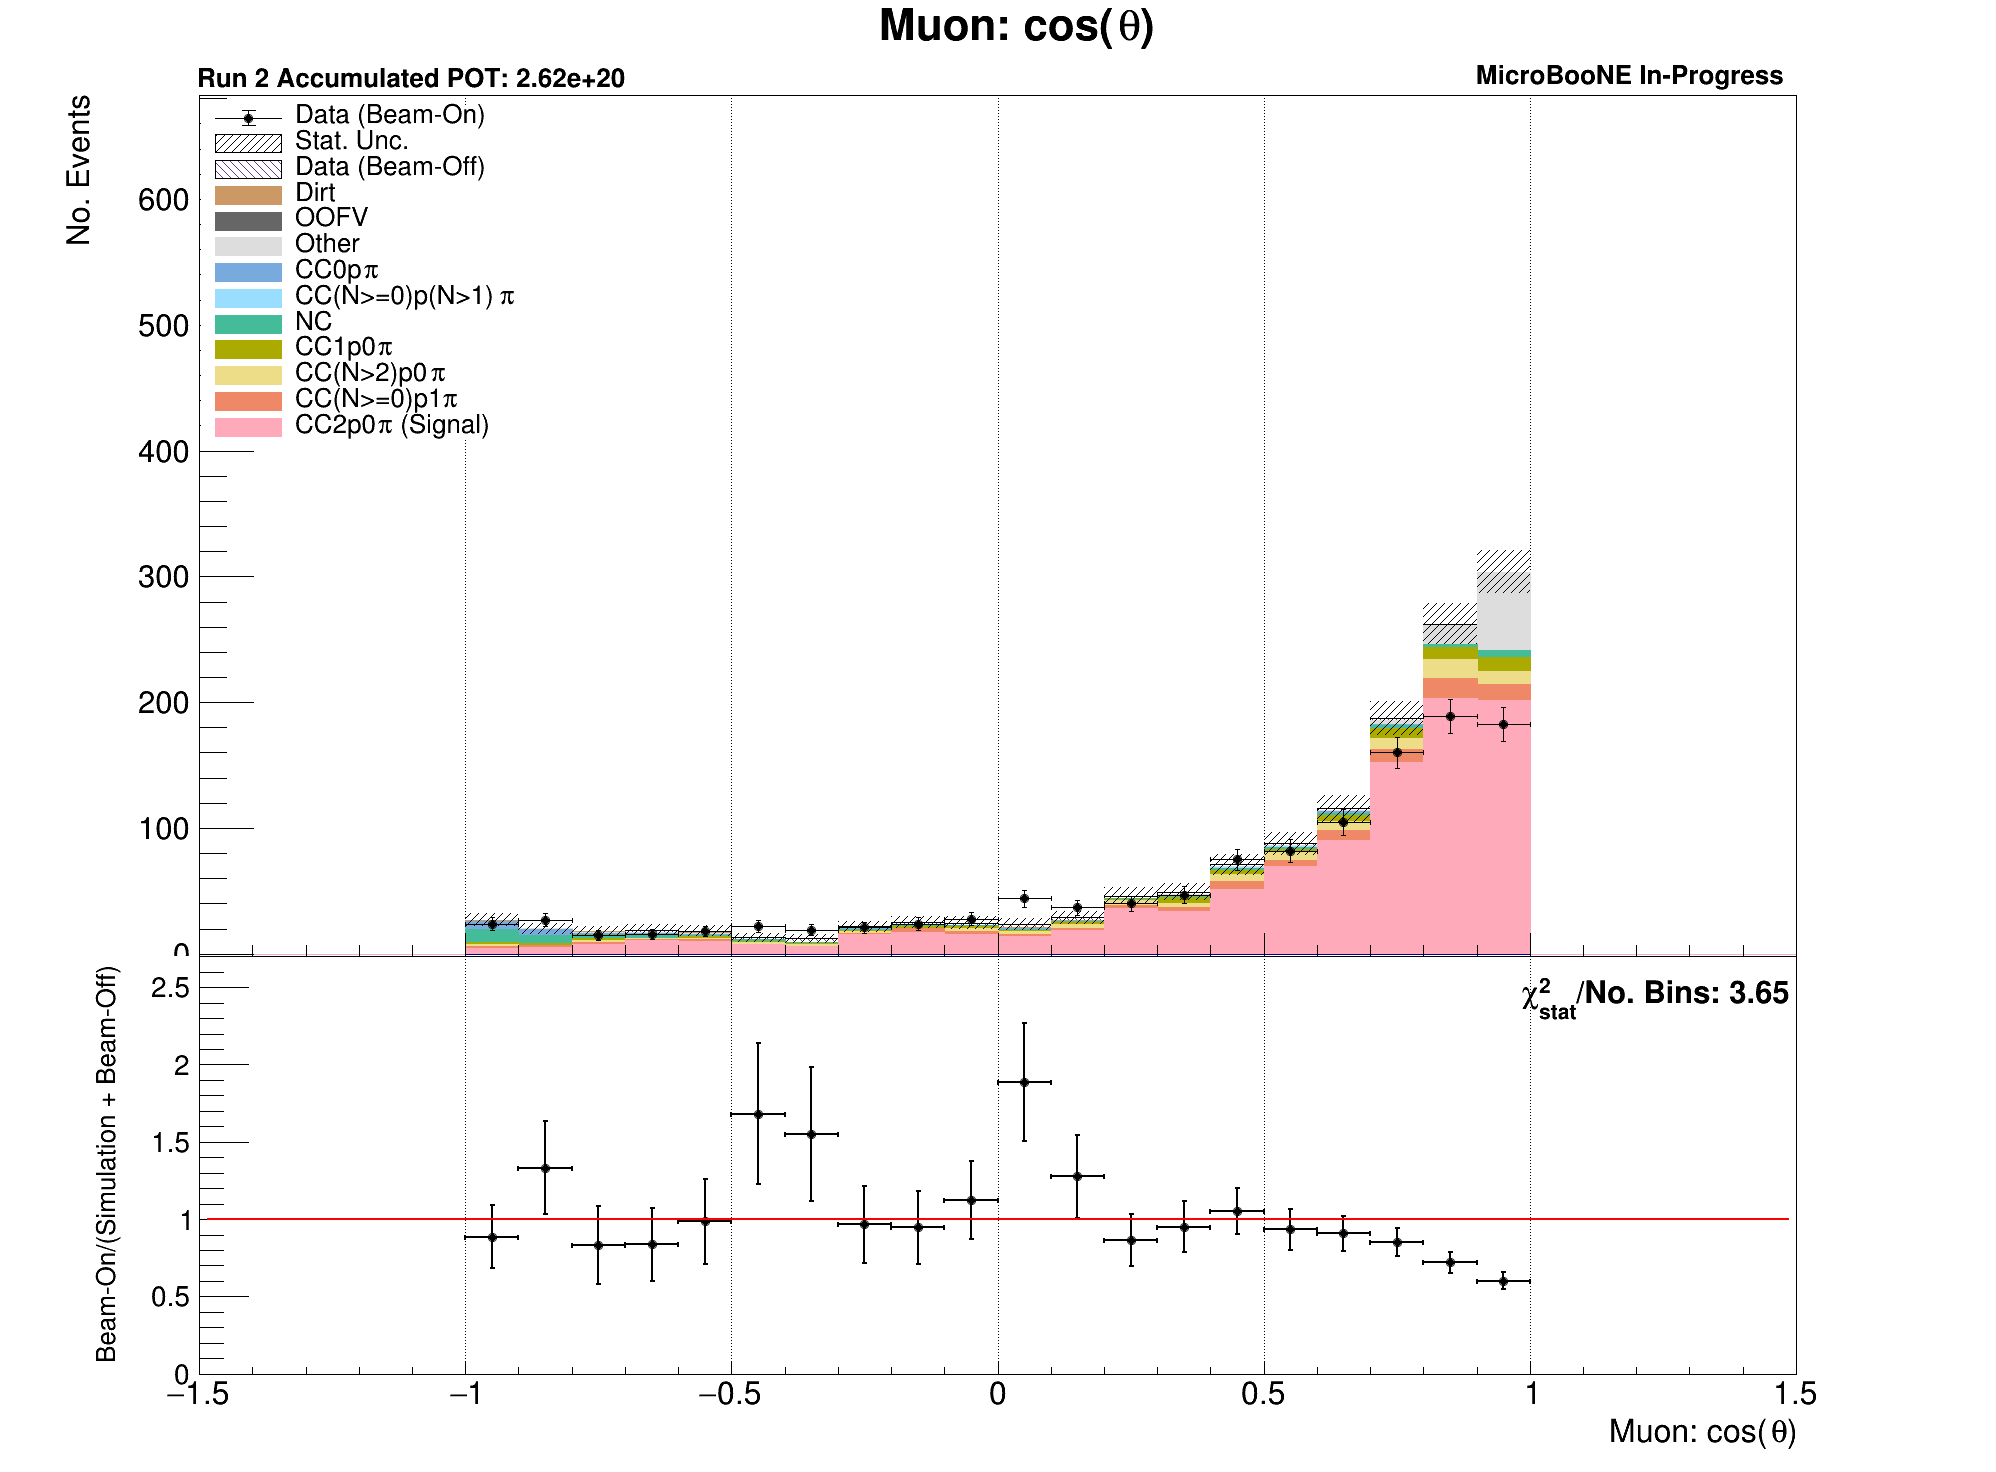 Muon: cos(θ)
Run 2 Accumulated POT: 2.62e+20
MicroBooNE In-Progress
No. Events
Data (Beam-On)
Stat. Unc.
Data (Beam-Off)
Dirt
OOFV
Other
CC0pπ
CC(N>=0)p(N>1) π
NC
CC1p0π
CC(N>2)p0π
CC(N>=0)p1π
CC2p0π (Signal)
600
500
400
300
200
100
0
Beam-On/(Simulation + Beam-Off)
χ²stat/No. Bins: 3.65
2.5
2
1.5
1
0.5
0
−1.5
−1
−0.5
0
0.5
1
1.5
Muon: cos(θ)